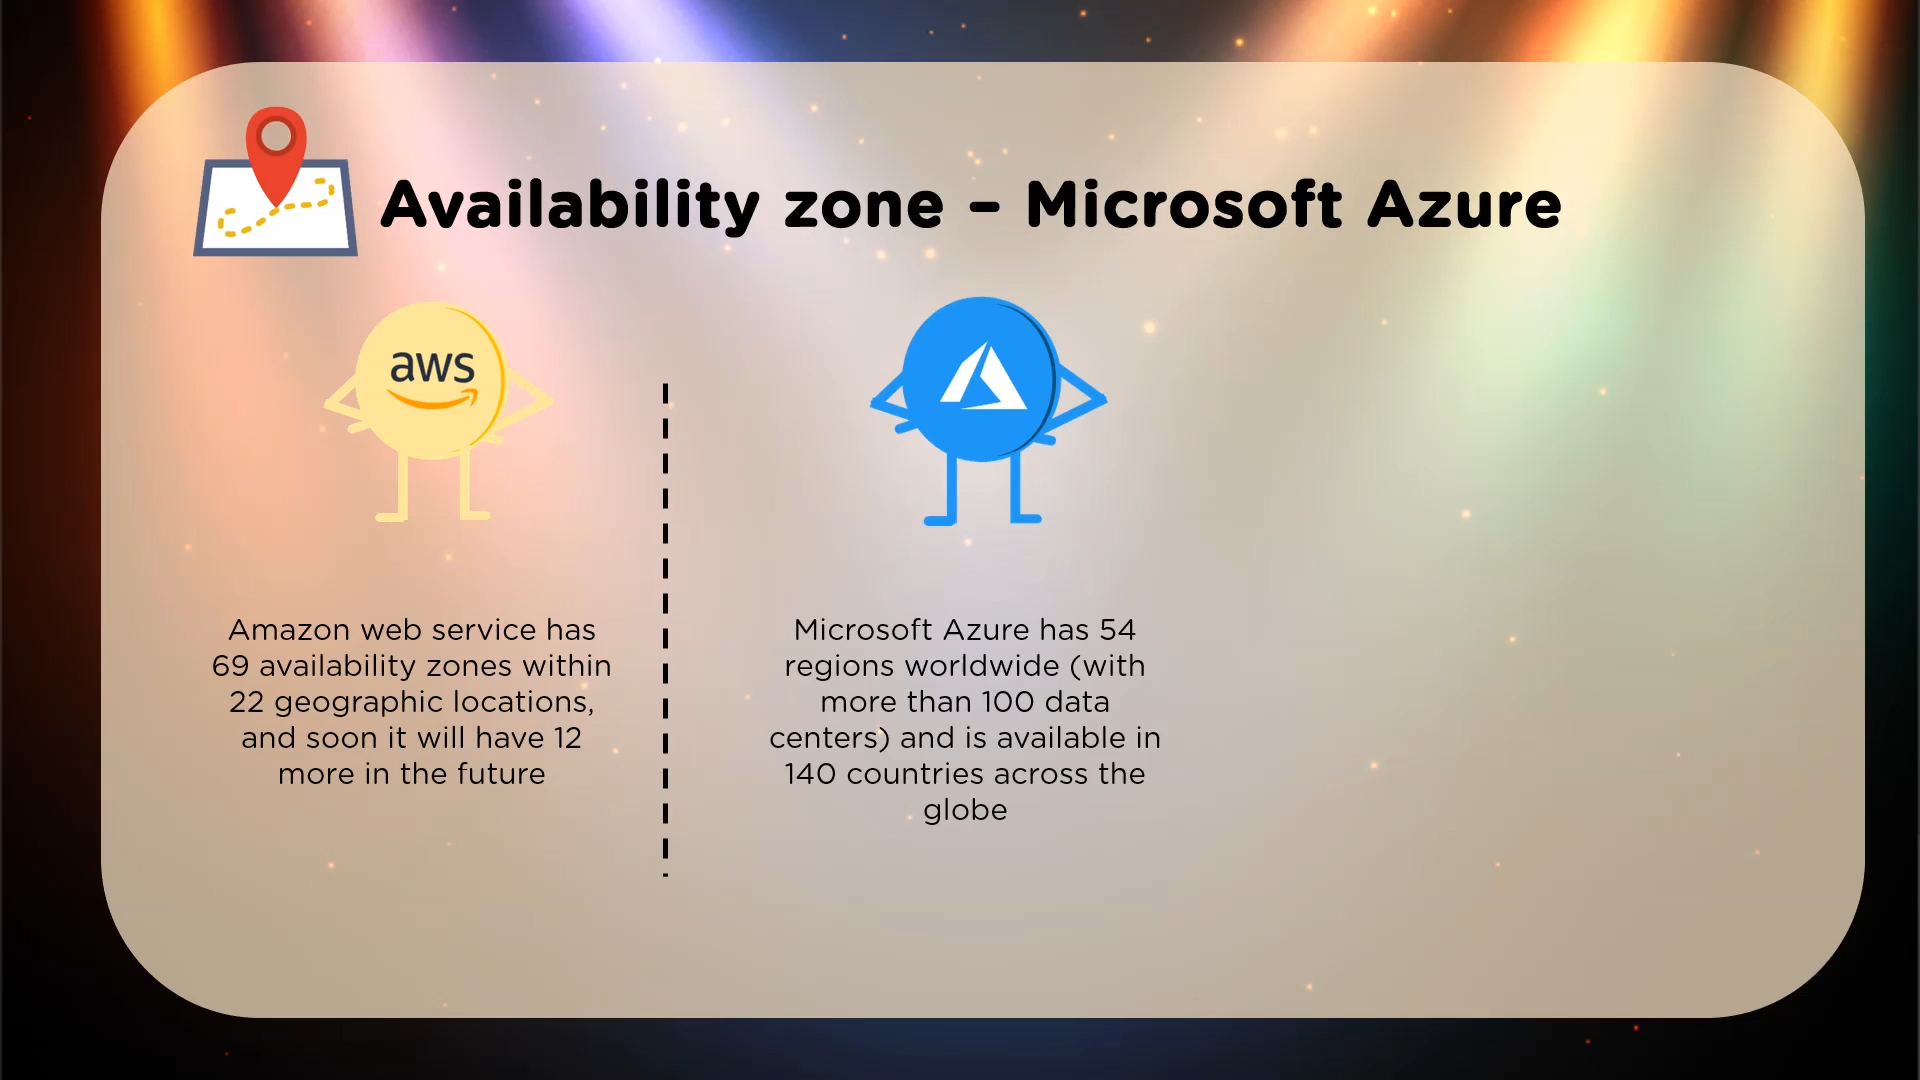 Availability zone – Microsoft Azure
aws
Amazon web service has
69 availability zones within
22 geographic locations,
and soon it will have 12
more in the future
Microsoft Azure has 54
regions worldwide (with
more than 100 data
centers) and is available in
140 countries across the
globe